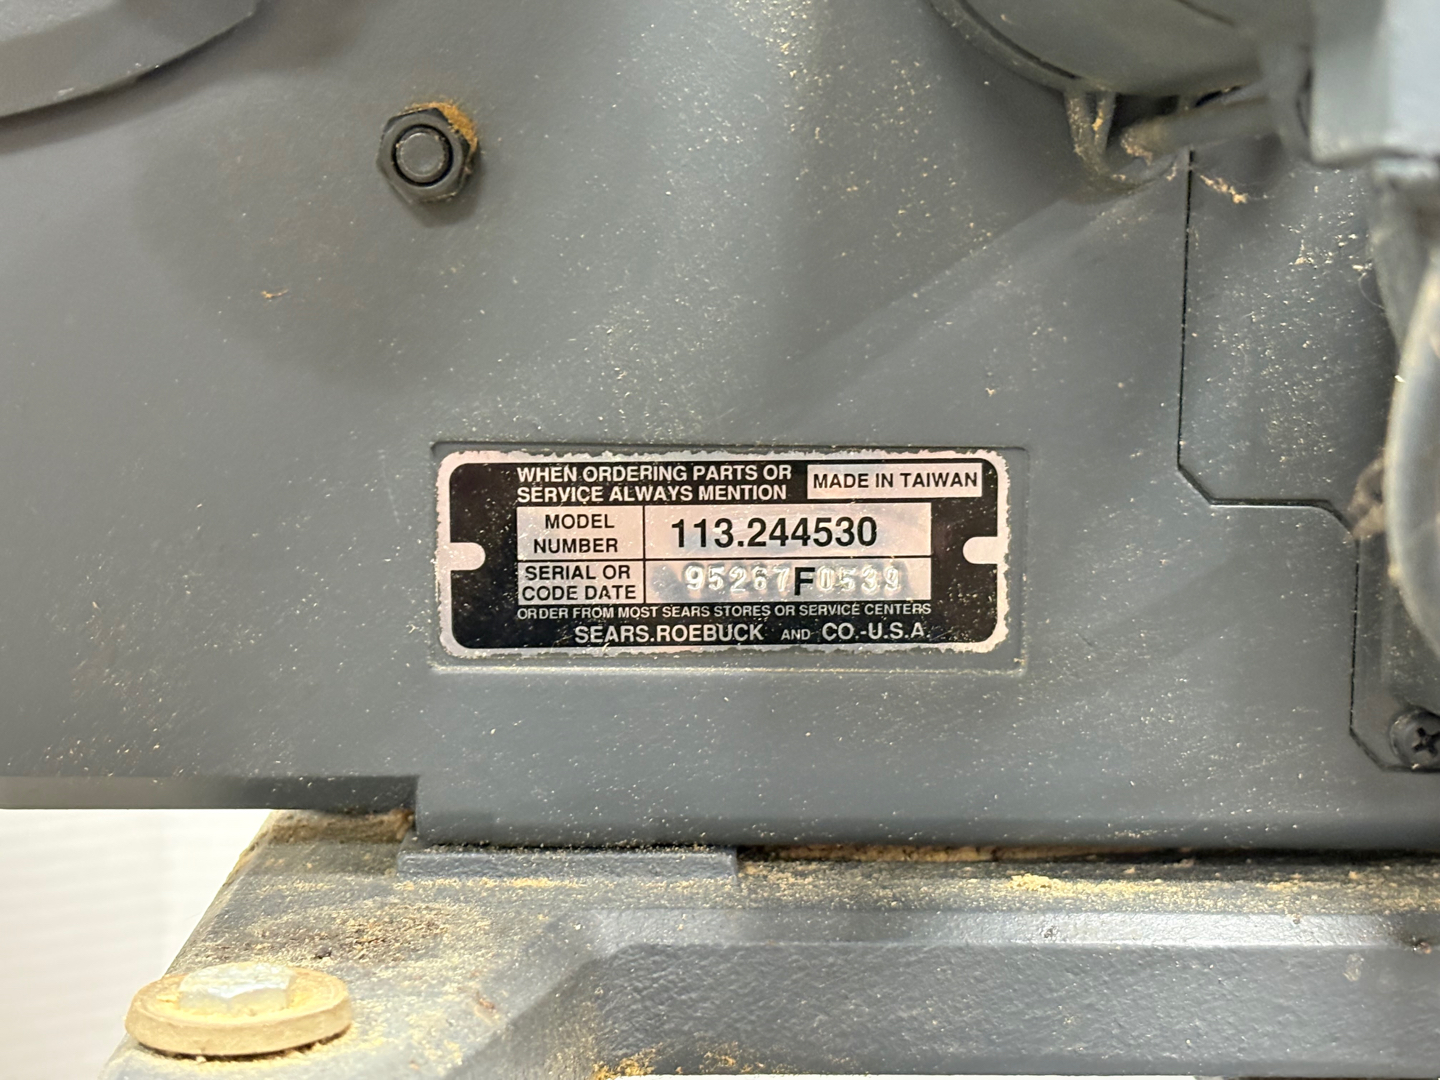 WHEN ORDERING PARTS OR
SERVICE ALWAYS MENTION
MADE IN TAIWAN
MODEL
NUMBER
113.244530
SERIAL OR
CODE DATE
95267F0539
ORDER FROM MOST SEARS STORES OR SERVICE CENTERS
SEARS.ROEBUCK AND CO.-U.S.A.